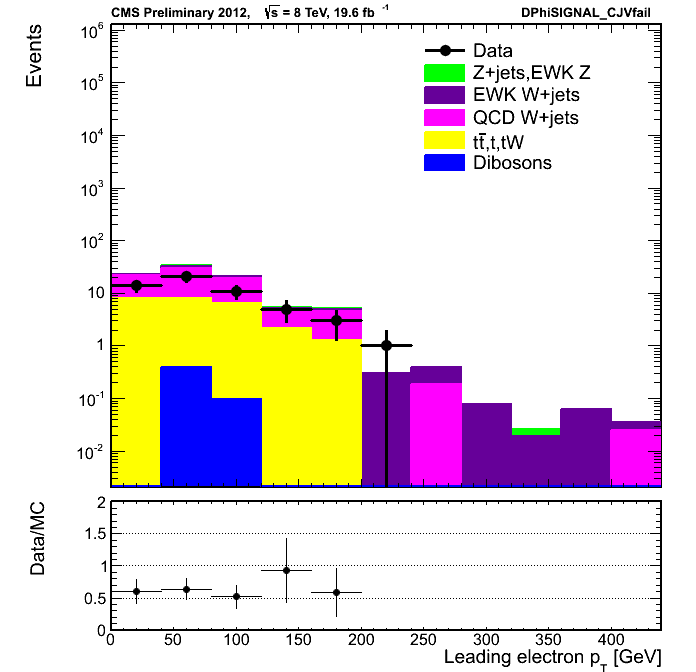 CMS Preliminary 2012, √s = 8 TeV, 19.6 fb⁻¹ DPhiSIGNAL_CJVfail
Events
10⁶
10⁵
10⁴
10³
10²
10
1
10⁻¹
10⁻²
Data
Z+jets,EWK Z
EWK W+jets
QCD W+jets
tt̄,t,tW
Dibosons
Data/MC
2
1.5
1
0.5
0
0 50 100 150 200 250 300 350 400
Leading electron p_T [GeV]